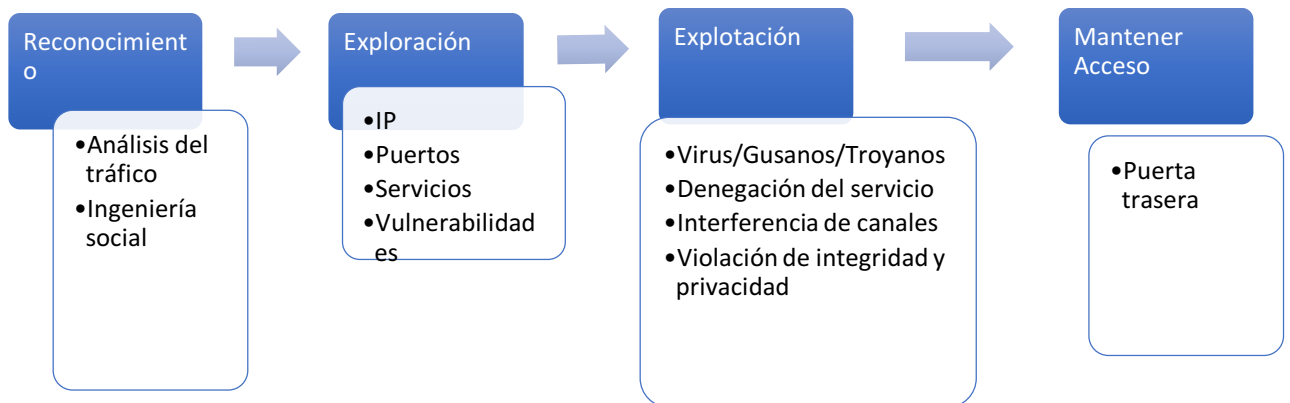 Reconocimient
o
•Análisis del
tráfico
•Ingeniería
social
Exploración
•IP
•Puertos
•Servicios
•Vulnerabilidad
es
Explotación
•Virus/Gusanos/Troyanos
•Denegación del servicio
•Interferencia de canales
•Violación de integridad y
privacidad
Mantener
Acceso
•Puerta
trasera